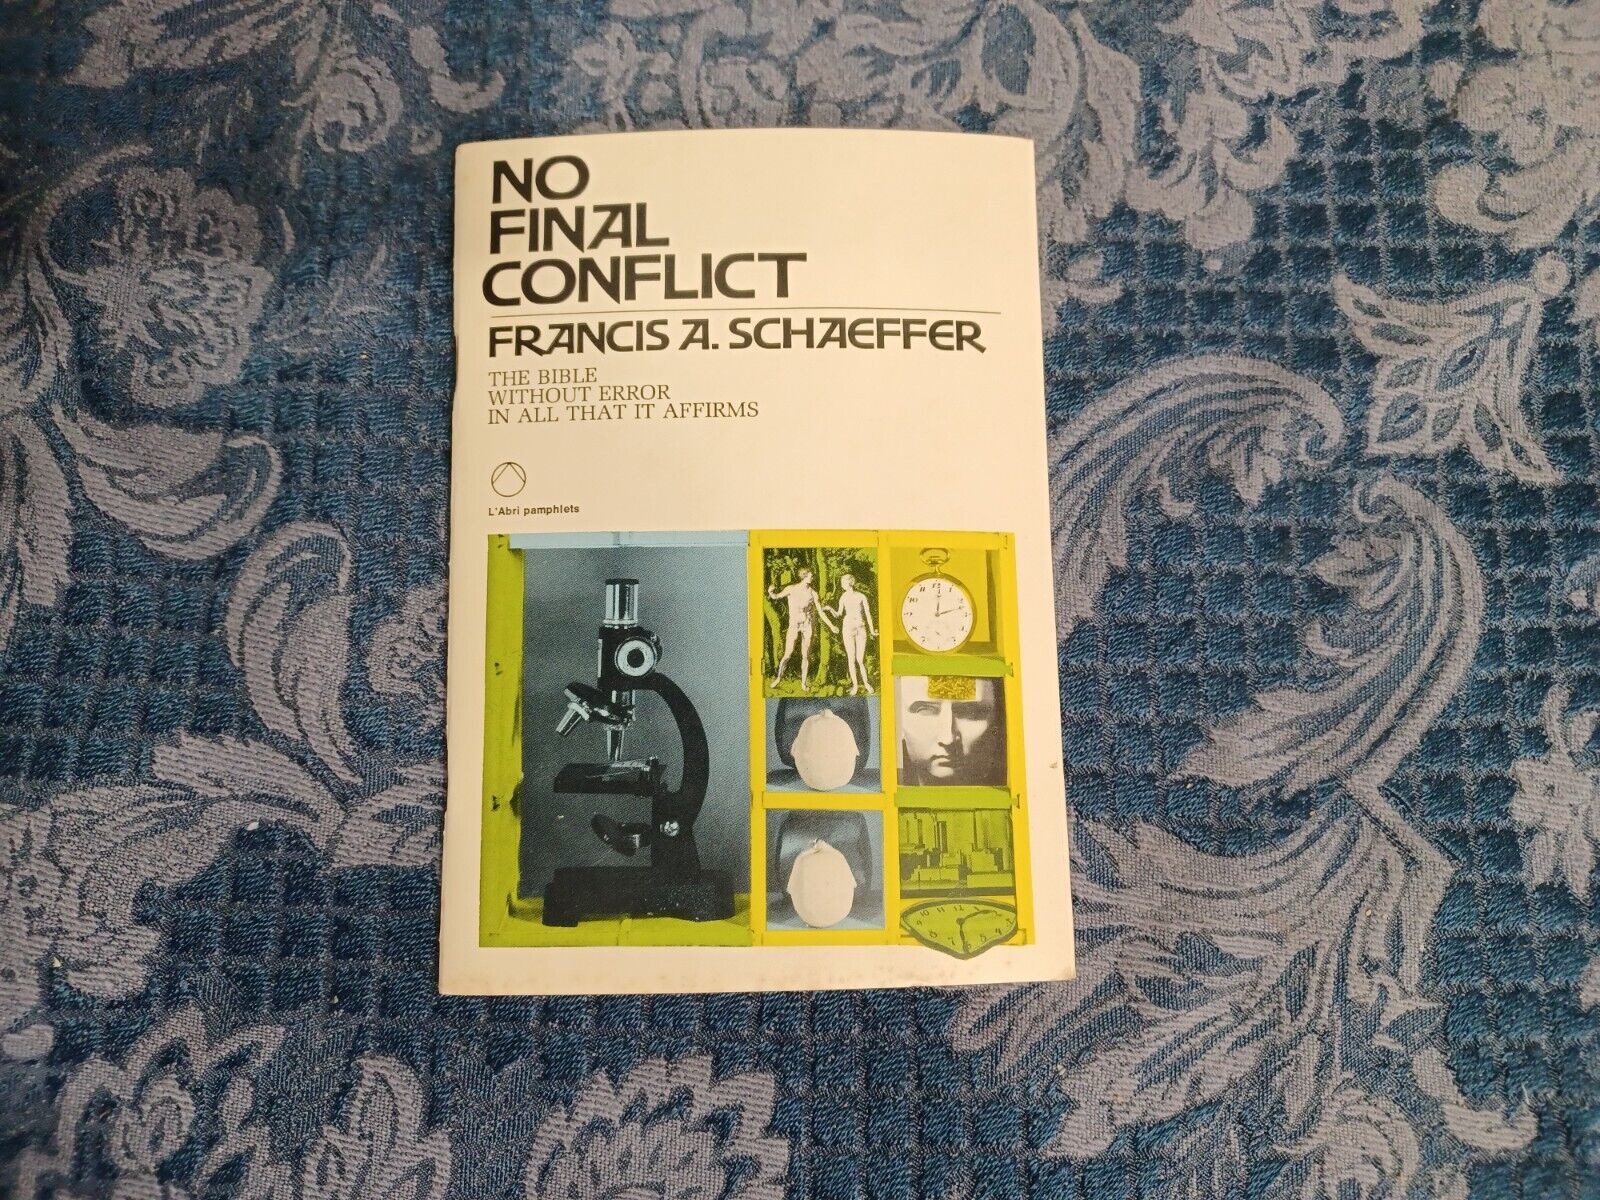 NO
FINAL
CONFLICT
FRANCIS A. SCHAEFFER
THE BIBLE
WITHOUT ERROR
IN ALL THAT IT AFFIRMS
L'Abri pamphlets